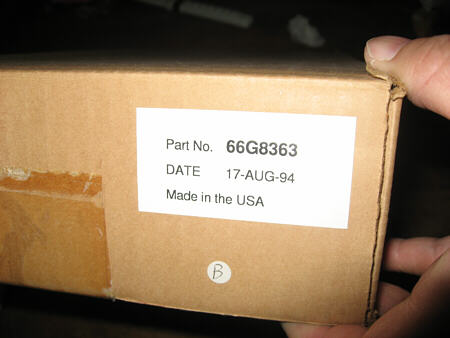 Part No. 66G8363
DATE 17-AUG-94
Made in the USA
B